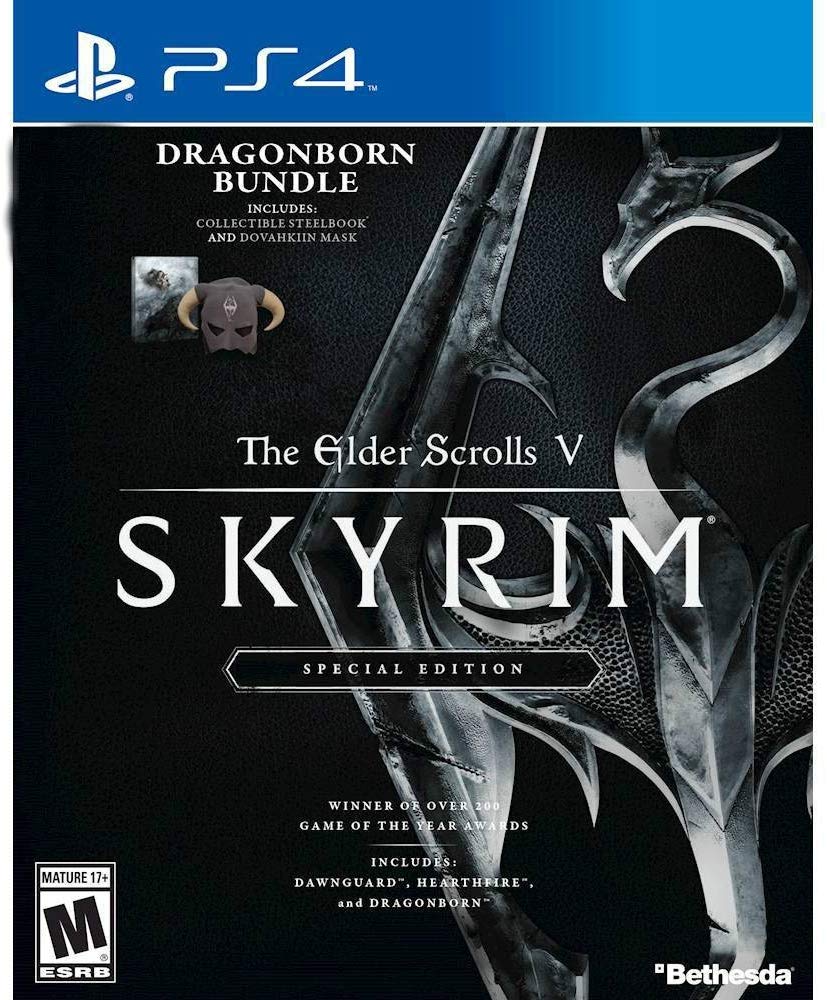 PS4™
DRAGONBORN
BUNDLE
INCLUDES:
COLLECTIBLE STEELBOOK®
AND DOVAHKIIN MASK
The Elder Scrolls V
SKYRIM®
SPECIAL EDITION
WINNER OF OVER 200
GAME OF THE YEAR AWARDS
INCLUDES:
DAWNGUARD™, HEARTHFIRE™,
and DRAGONBORN™
MATURE 17+
M®
ESRB
Bethesda®